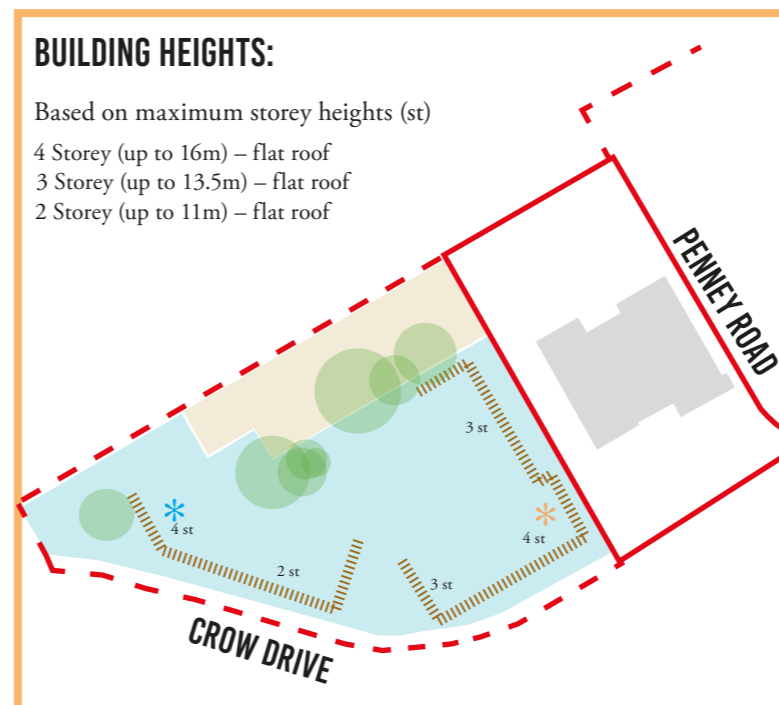 BUILDING HEIGHTS:
Based on maximum storey heights (st)
4 Storey (up to 16m) – flat roof
3 Storey (up to 13.5m) – flat roof
2 Storey (up to 11m) – flat roof
PENNEY ROAD
3 st
4 st
4 st
2 st
3 st
CROW DRIVE